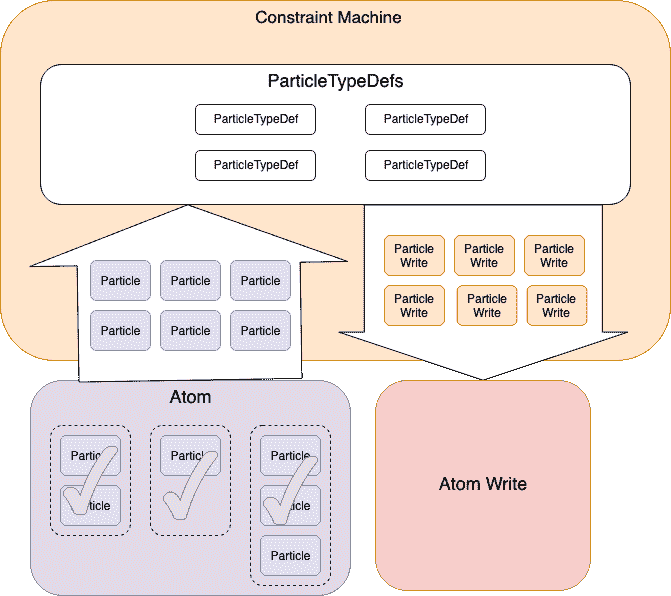 Constraint Machine
ParticleTypeDefs
ParticleTypeDef ParticleTypeDef
ParticleTypeDef ParticleTypeDef
Particle Particle Particle
Particle Particle Particle
Particle Write
Particle Write
Particle Write
Particle Write
Particle Write
Particle Write
Atom
Particle Particle Particle
Particle Particle
Particle
Atom Write